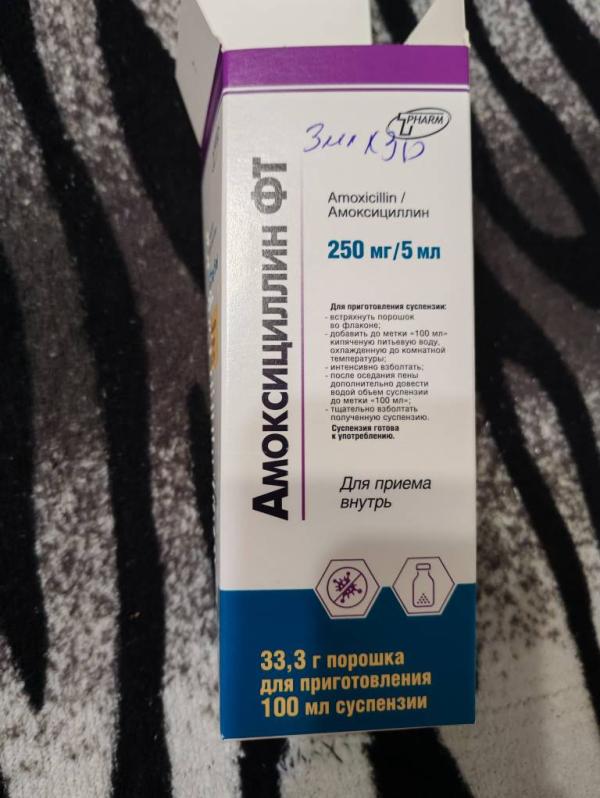 PHARM
3мл х 3р
Амоксициллин ФТ
Amoxicillin /
Амоксициллин
250 мг/5 мл
Для приготовления суспензии:
- встряхнуть порошок
во флаконе;
- добавить до метки «100 мл»
кипяченую питьевую воду,
охлажденную до комнатной
температуры;
- интенсивно взболтать;
- после оседания пены
дополнительно довести
водой объем суспензии
до метки «100 мл»;
- тщательно взболтать
полученную суспензию.
Суспензия готова
к употреблению.
Для приема
внутрь
33,3 г порошка
для приготовления
100 мл суспензии